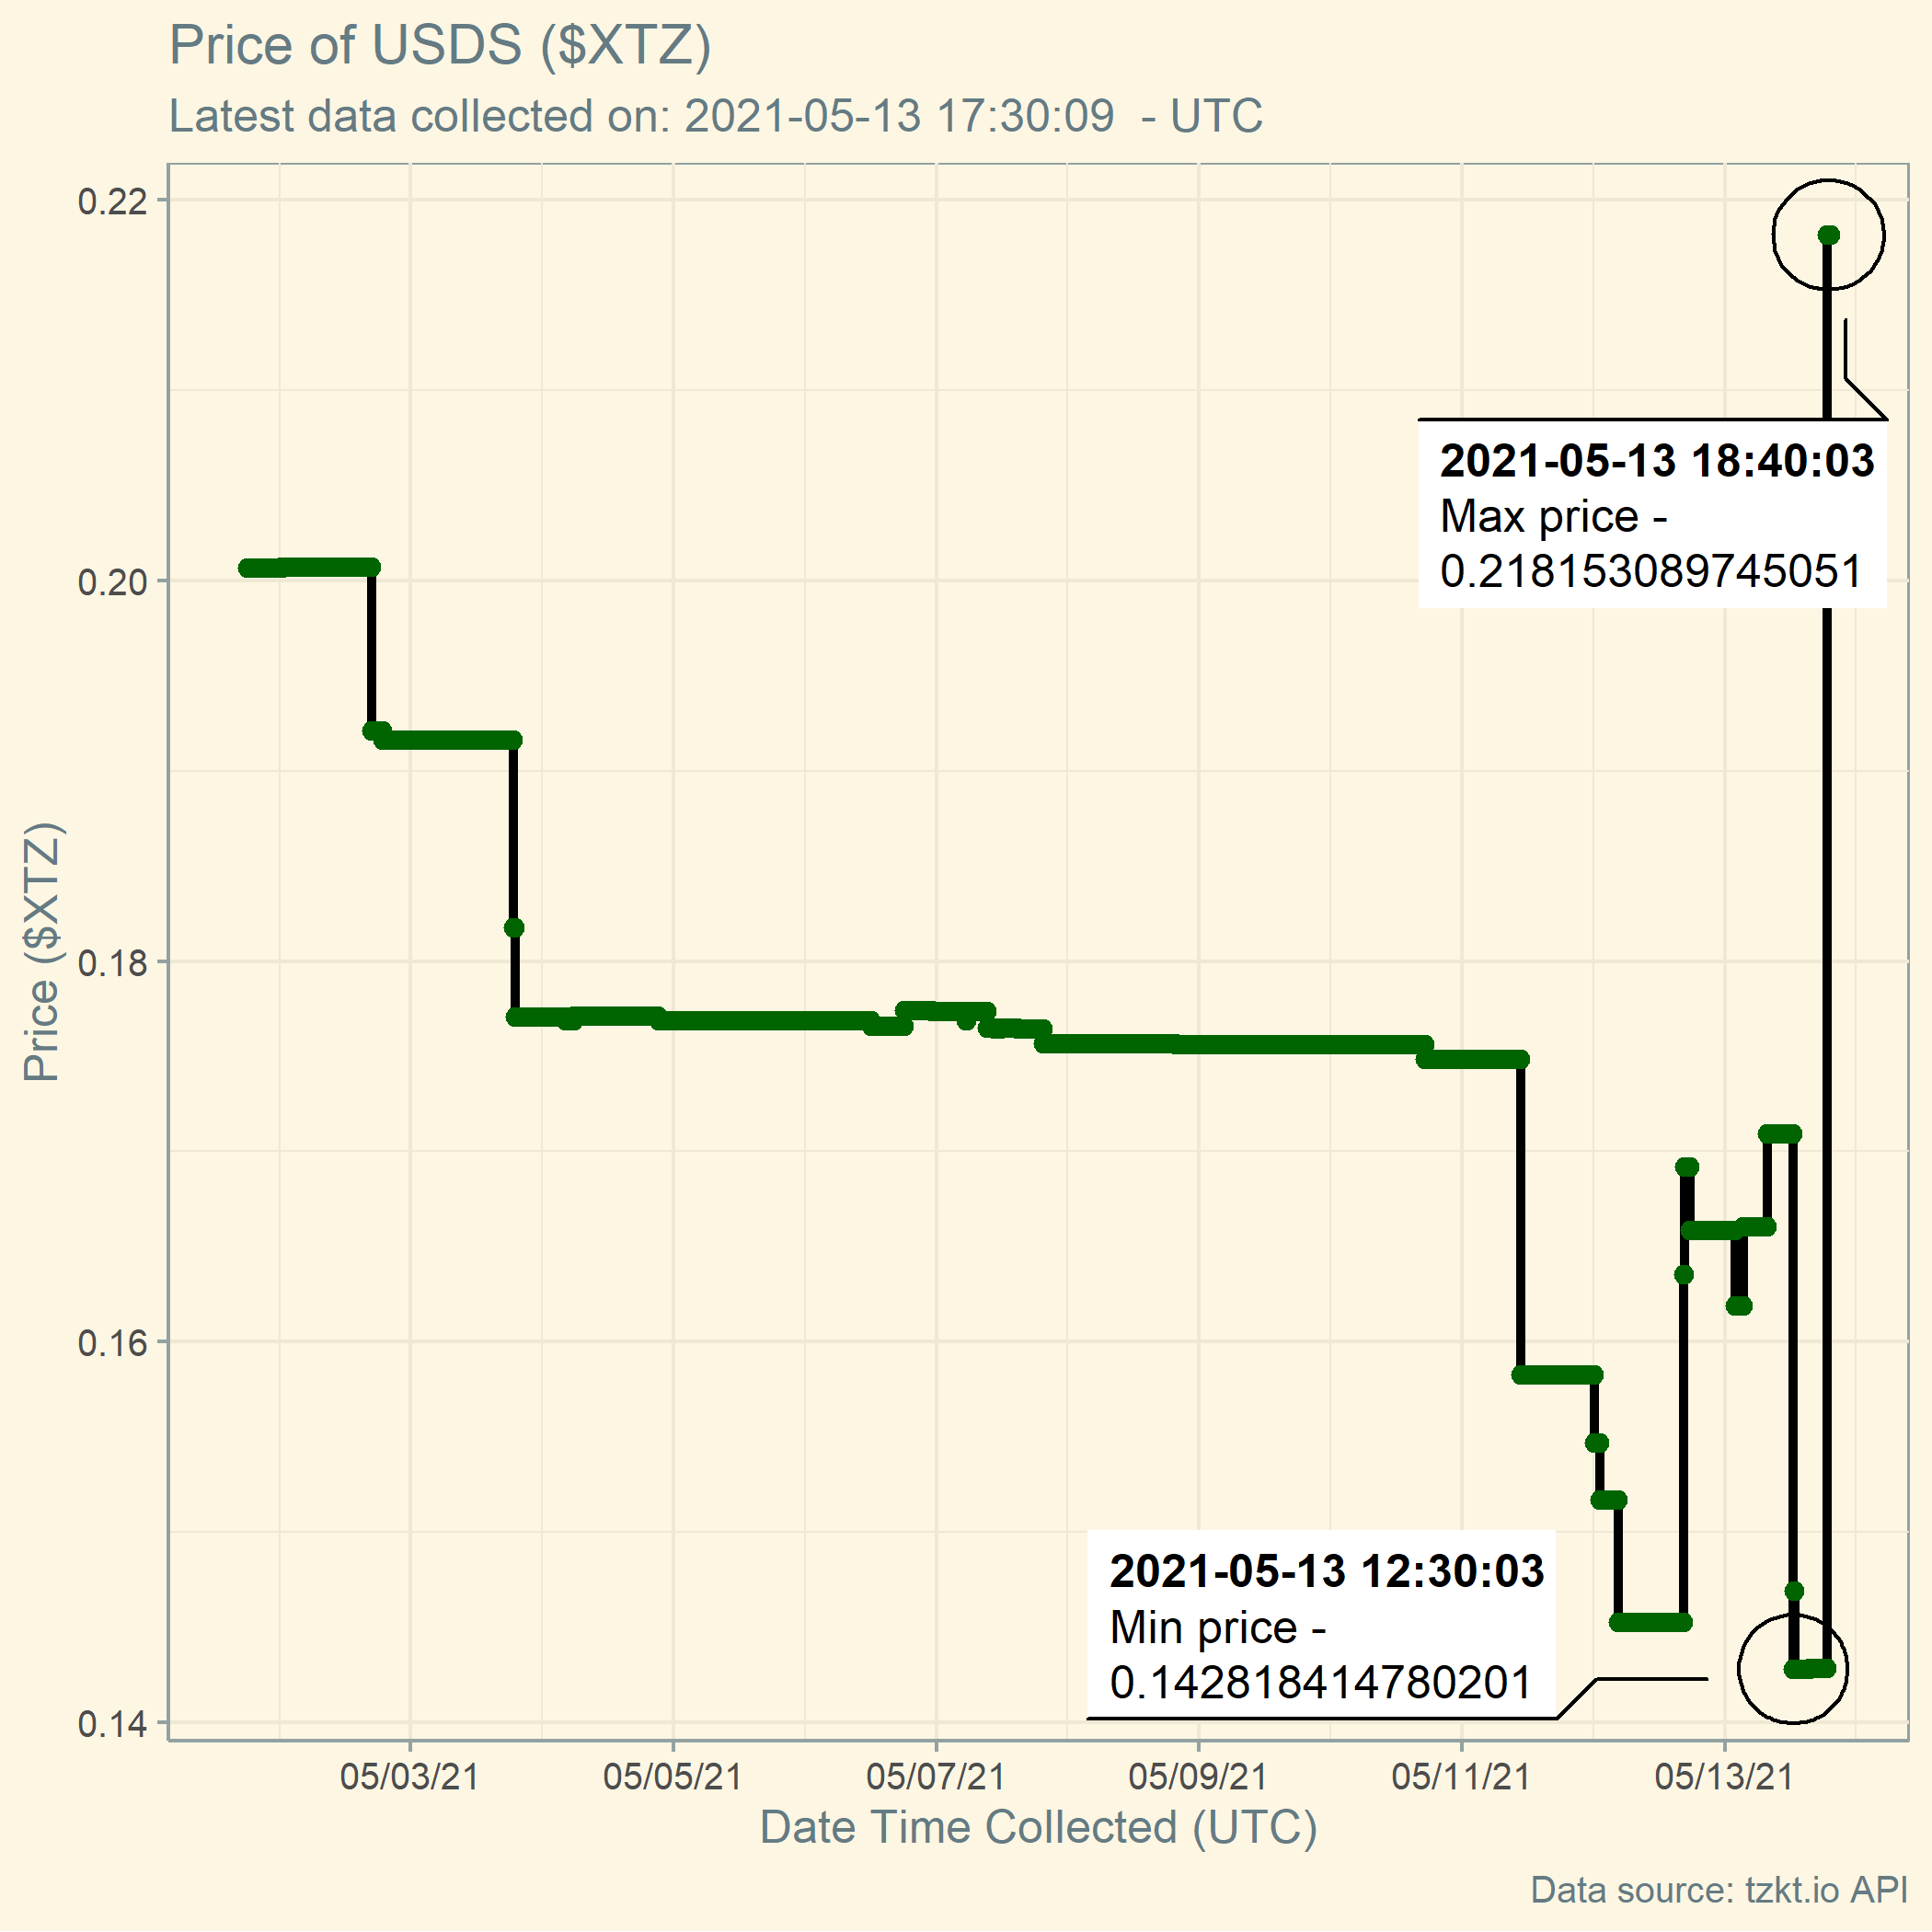 Price of USDS ($XTZ)
Latest data collected on: 2021-05-13 17:30:09  - UTC
Price ($XTZ)
0.22
0.20
0.18
0.16
0.14
2021-05-13 18:40:03
Max price -
0.218153089745051
2021-05-13 12:30:03
Min price -
0.142818414780201
05/03/21
05/05/21
05/07/21
05/09/21
05/11/21
05/13/21
Date Time Collected (UTC)
Data source: tzkt.io API